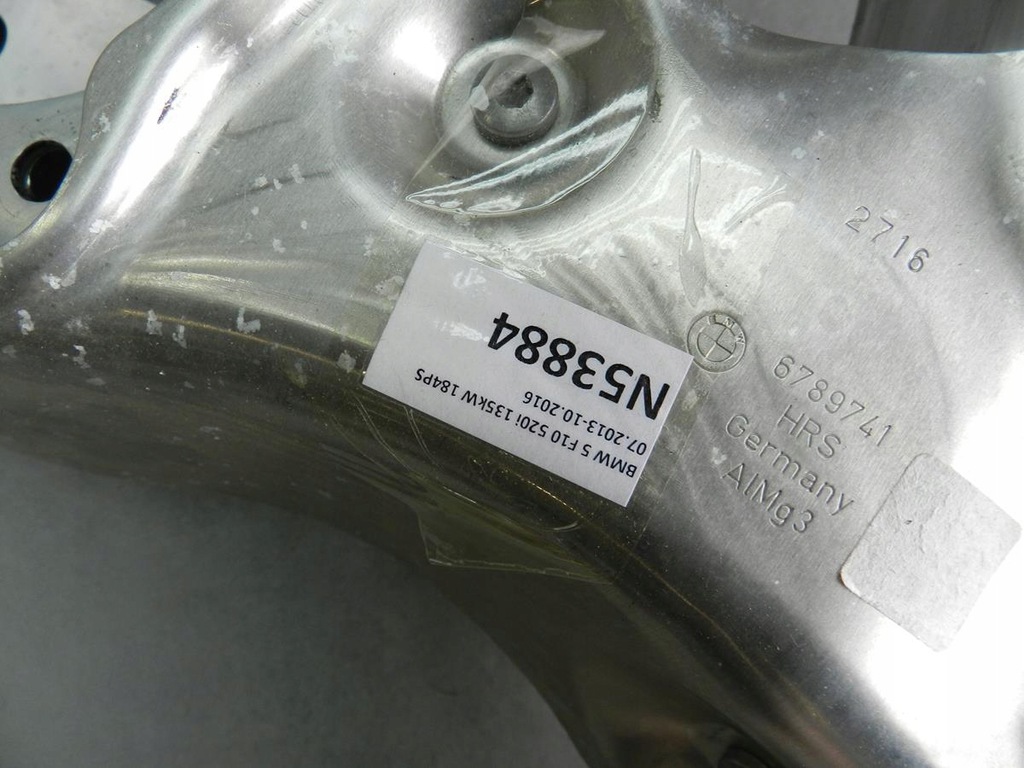 2716
6789741
HRS
Germany
AlMg3
N53884
07.2013-10.2016
BMW 5 F10 520i 135kW 184PS